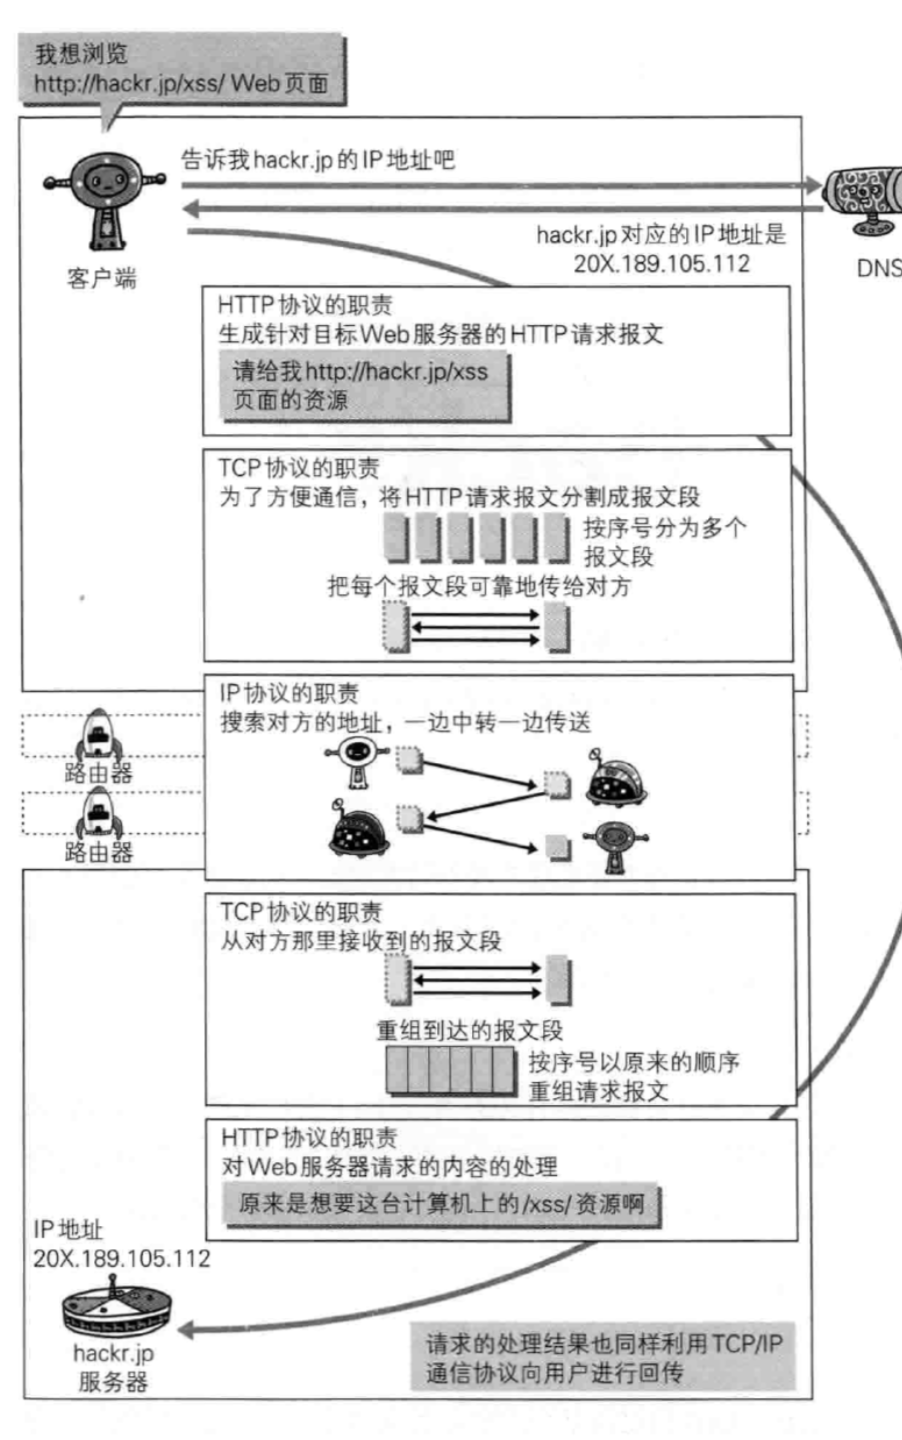 我想浏览
http://hackr.jp/xss/ Web页面
告诉我hackr.jp的IP地址吧
hackr.jp对应的IP地址是
20X.189.105.112
客户端
DNS
HTTP协议的职责
生成针对目标Web服务器的HTTP请求报文
请给我http://hackr.jp/xss
页面的资源
TCP协议的职责
为了方便通信，将HTTP请求报文分割成报文段
按序号分为多个
报文段
把每个报文段可靠地传给对方
IP协议的职责
搜索对方的地址，一边中转一边传送
路由器
路由器
TCP协议的职责
从对方那里接收到的报文段
重组到达的报文段
按序号以原来的顺序
重组请求报文
HTTP协议的职责
对Web服务器请求的内容的处理
原来是想要这台计算机上的/xss/资源啊
IP地址
20X.189.105.112
hackr.jp
服务器
请求的处理结果也同样利用TCP/IP
通信协议向用户进行回传